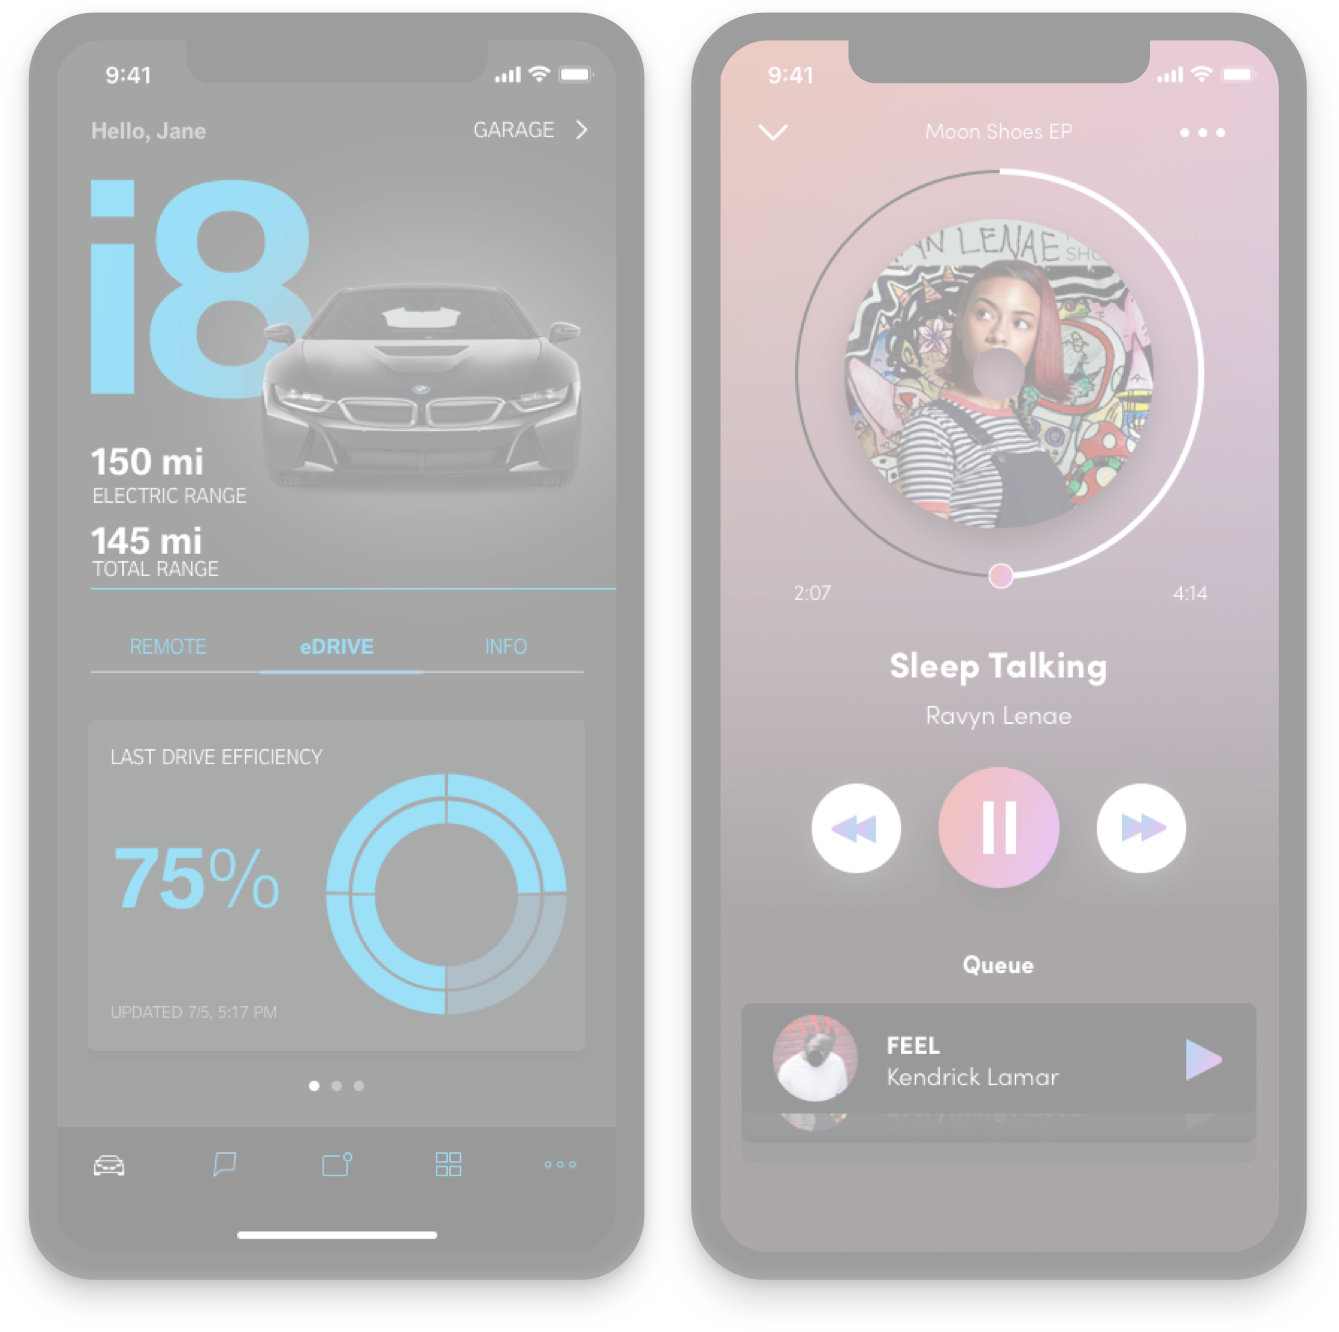 9:41
Hello, Jane
GARAGE
i8
150 mi
ELECTRIC RANGE
145 mi
TOTAL RANGE
REMOTE
eDRIVE
INFO
LAST DRIVE EFFICIENCY
75%
UPDATED 7/5, 5:17 PM
9:41
Moon Shoes EP
LENAE
2:07
4:14
Sleep Talking
Ravyn Lenae
Queue
FEEL
Kendrick Lamar